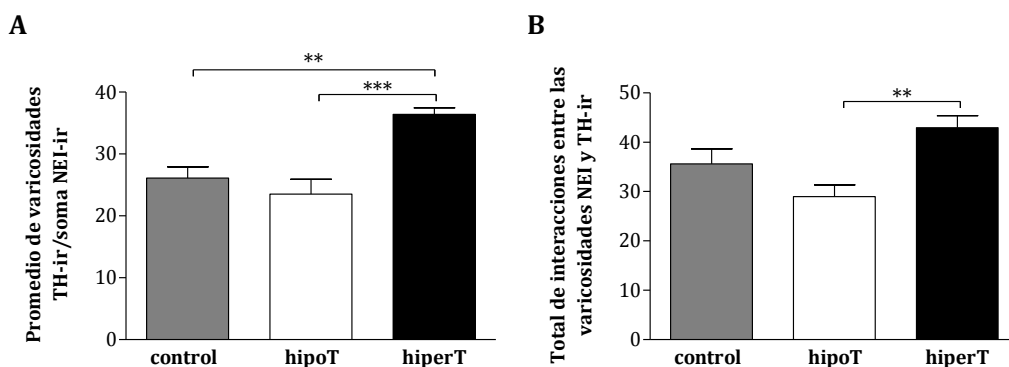 A
Promedio de varicosidades
TH-ir/soma NEI-ir
40
30
20
10
0
**
***
control
hipoT
hiperT
B
Total de interacciones entre las
varicosidades NEI y TH-ir
50
40
30
20
10
0
**
control
hipoT
hiperT